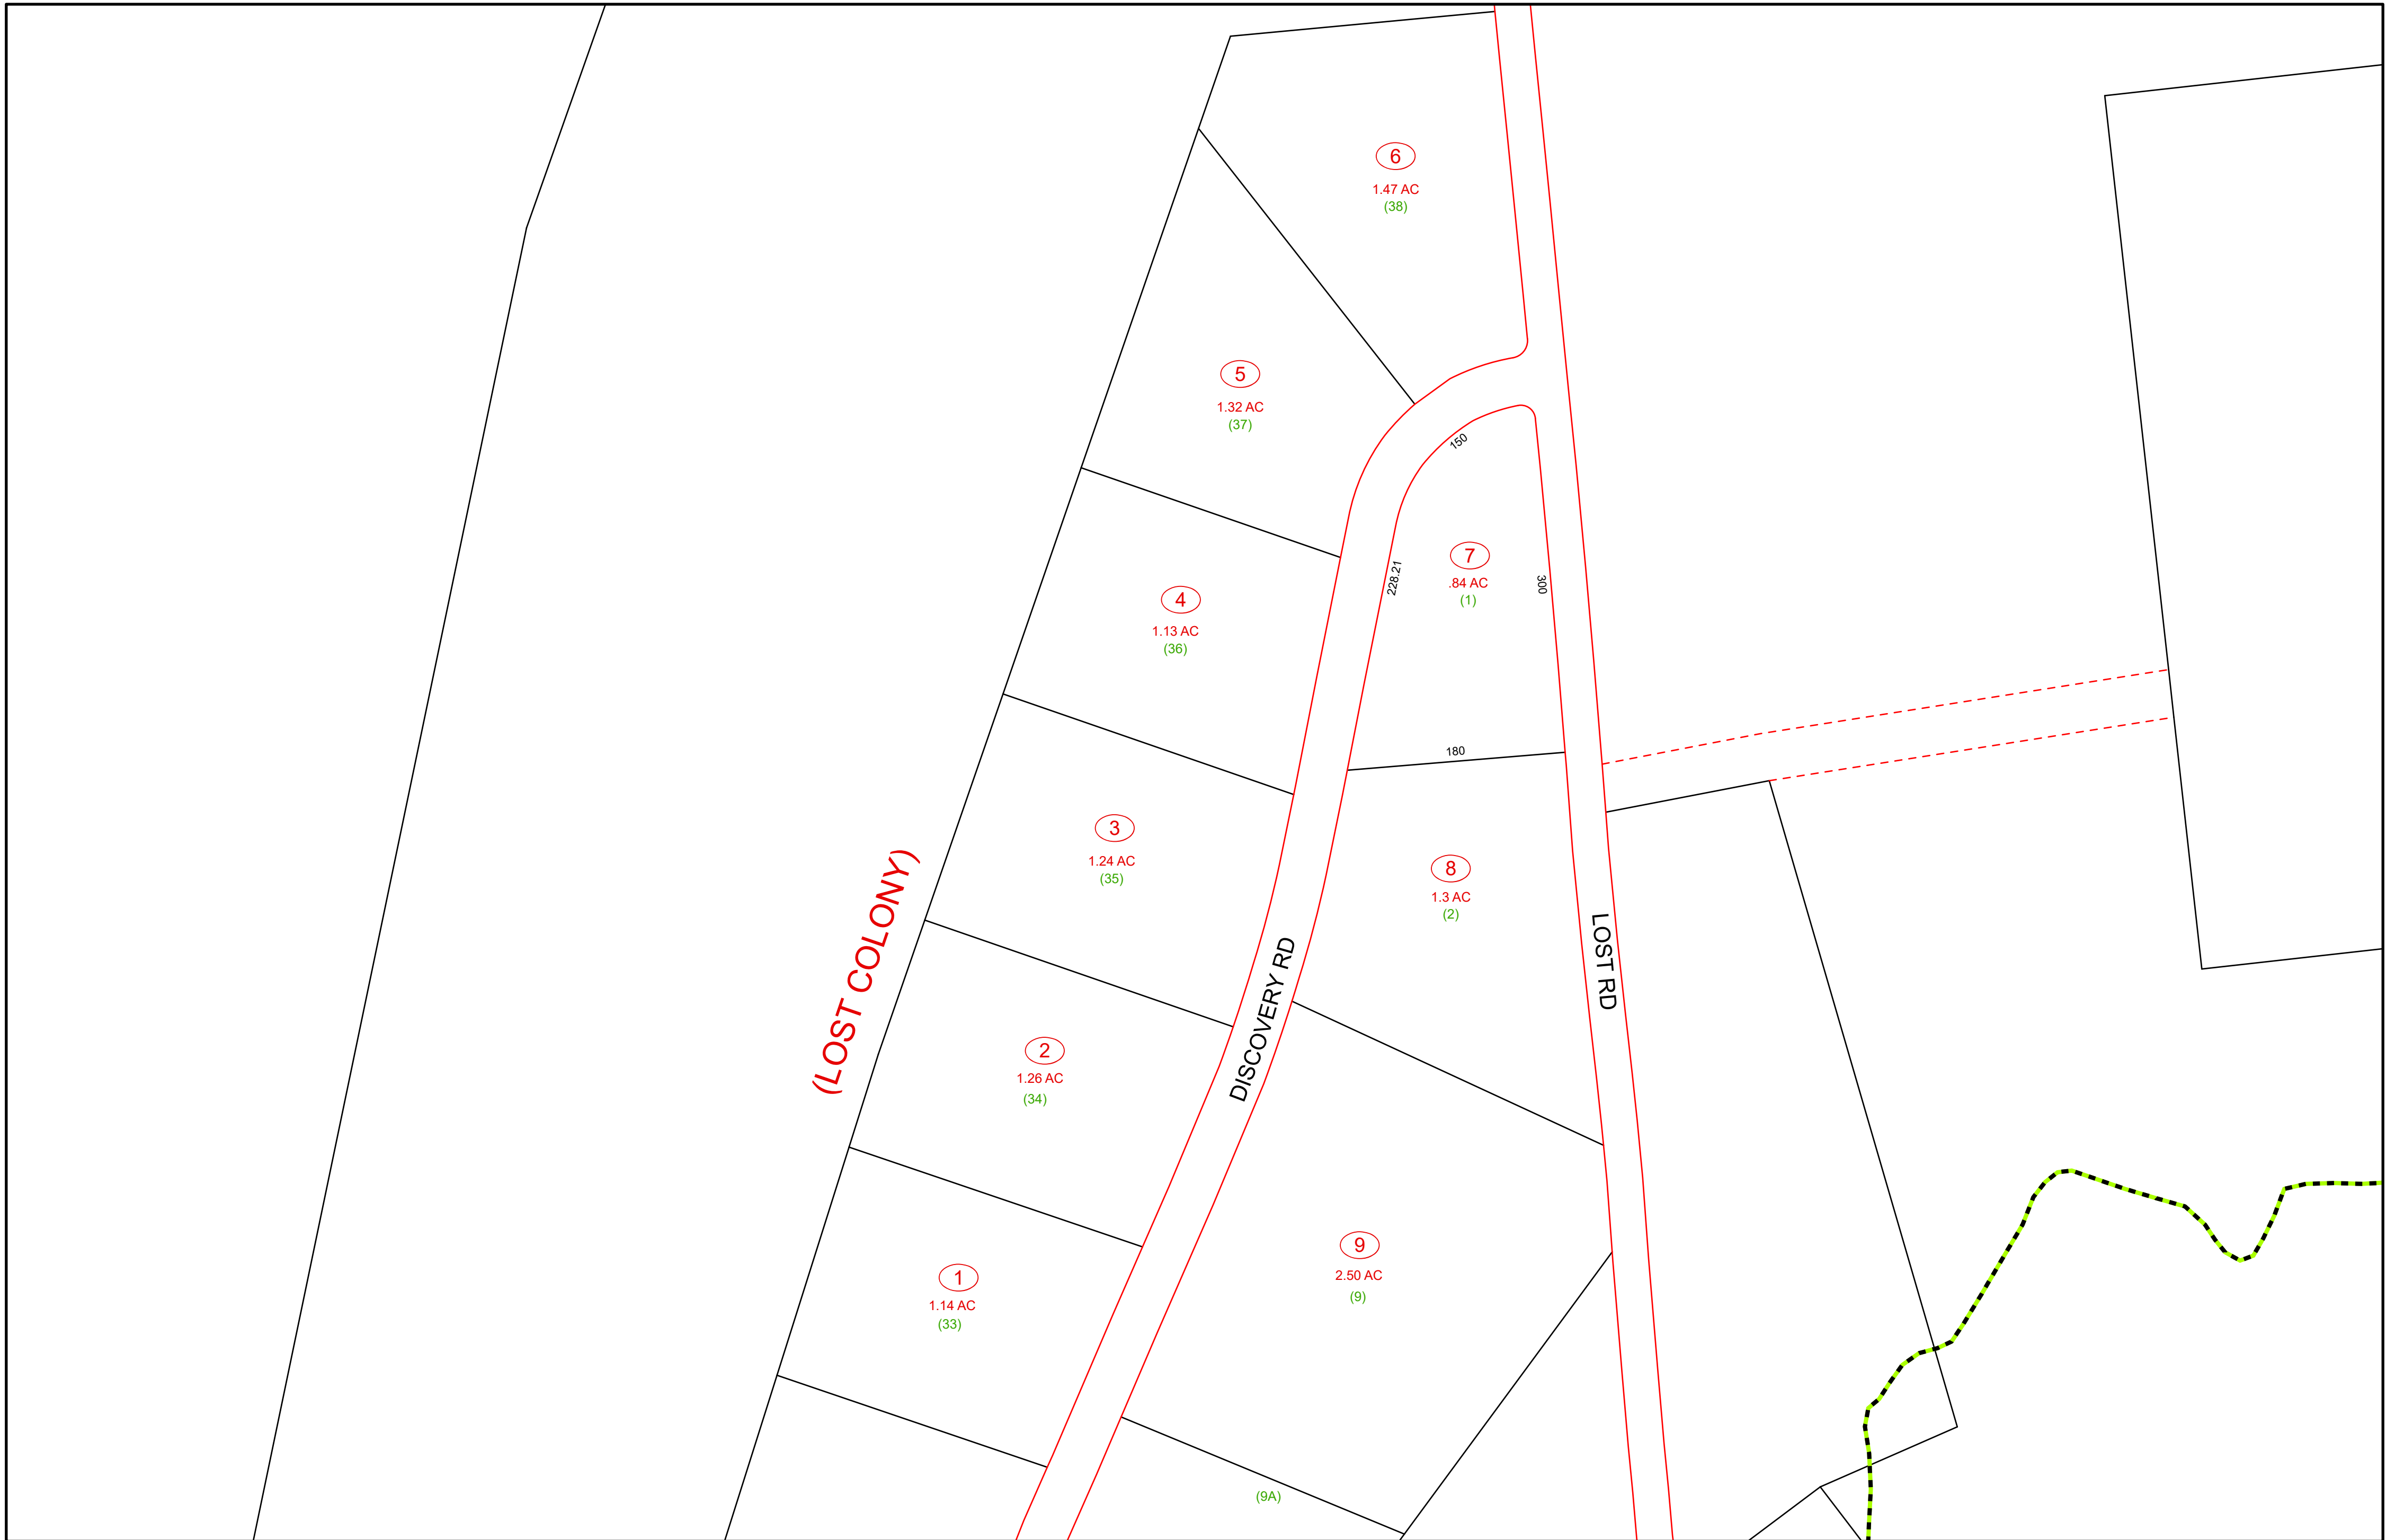 6
1.47 AC
(38)
5
1.32 AC
(37)
150
7
.84 AC
(1)
228.21
300
4
1.13 AC
(36)
180
3
1.24 AC
(35)
8
1.3 AC
(2)
(LOST COLONY)
DISCOVERY RD
LOST RD
2
1.26 AC
(34)
9
2.50 AC
(9)
1
1.14 AC
(33)
(9A)